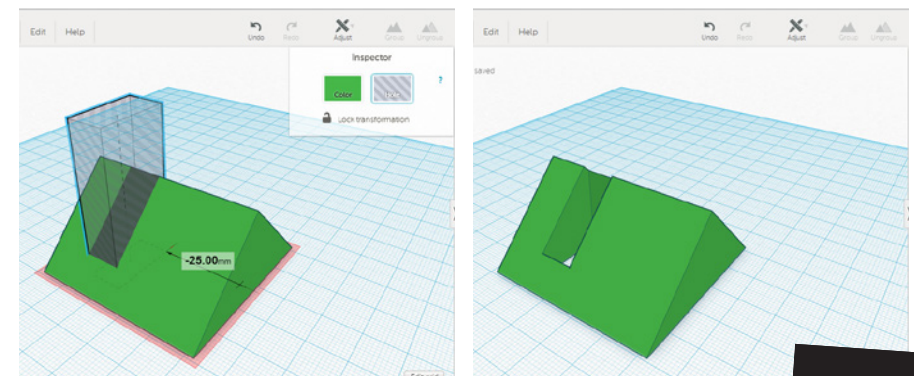 Edit Help Undo Redo Adjust Group Ungroup
Inspector
Color Hole ?
Lock transformation
-25.00mm
Edit Help Undo Redo Adjust Group Ungroup
saved